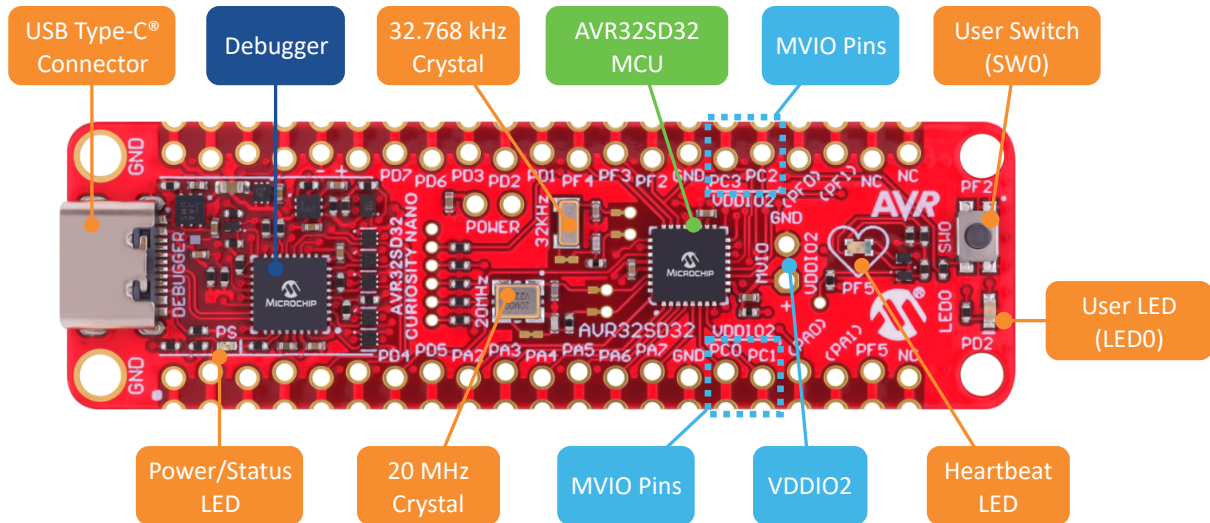 USB Type-C®
Connector
Debugger
32.768 kHz
Crystal
AVR32SD32
MCU
MVIO Pins
User Switch
(SW0)
GND
- +
PD7
PD6
PD3
PD2
PD1
PF4
PF3
PF2
GND
PC3
PC2
(PF0)
(PF1)
NC
NC
VDDIO2
GND
PF2
AVR
POWER
32KHz
DEBUGGER
AVR32SD32
CURIOSITY NANO
MICROCHIP
MICROCHIP
MVIO
VDDIO2
SW0
PF5
20MHz
LED0
®
PD2
PS
AVR32SD32
VDDIO2
GND
PD4
PD5
PA2
PA3
PA4
PA5
PA6
PA7
GND
PC0
PC1
(PA0)
(PA1)
PF5
NC
User LED
(LED0)
Power/Status
LED
20 MHz
Crystal
MVIO Pins
VDDIO2
Heartbeat
LED